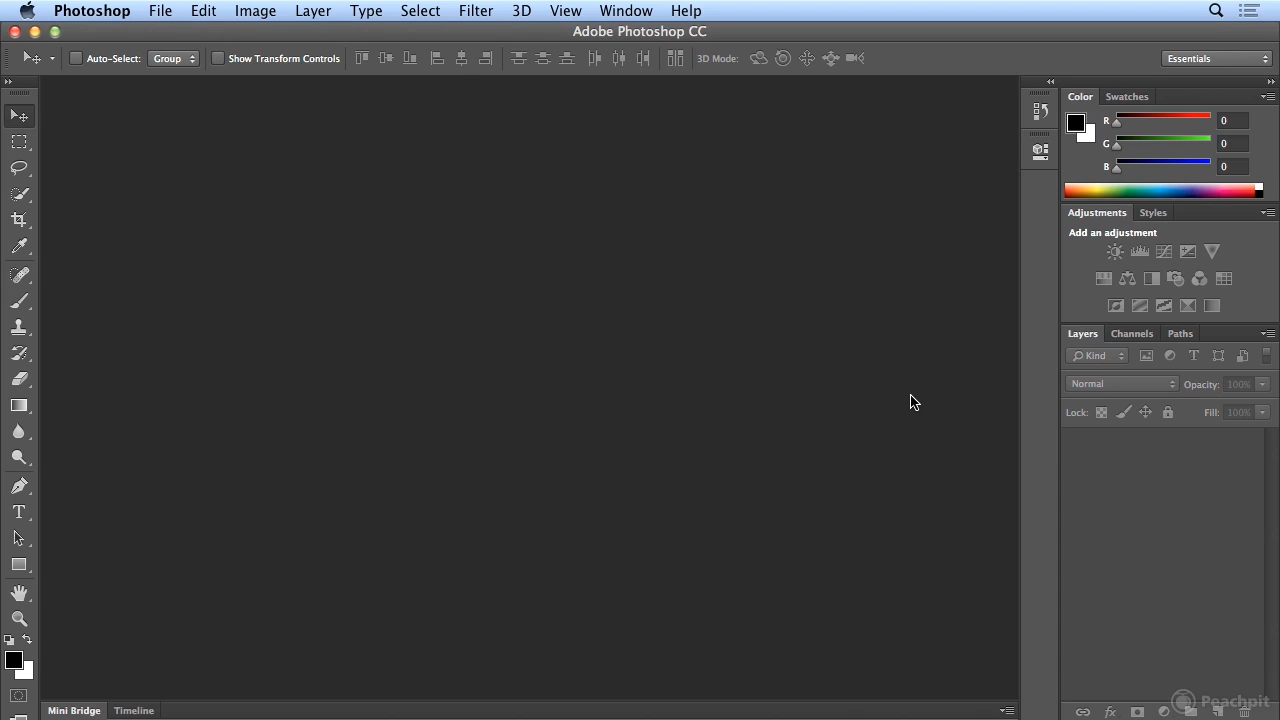 Photoshop File Edit Image Layer Type Select Filter 3D View Window Help
Adobe Photoshop CC
Auto-Select: Group Show Transform Controls 3D Mode: Essentials
Color Swatches
R 0
G 0
B 0
Adjustments Styles
Add an adjustment
Layers Channels Paths
Kind
Normal Opacity: 100%
Lock: Fill: 100%
T
Mini Bridge Timeline
Peachpit